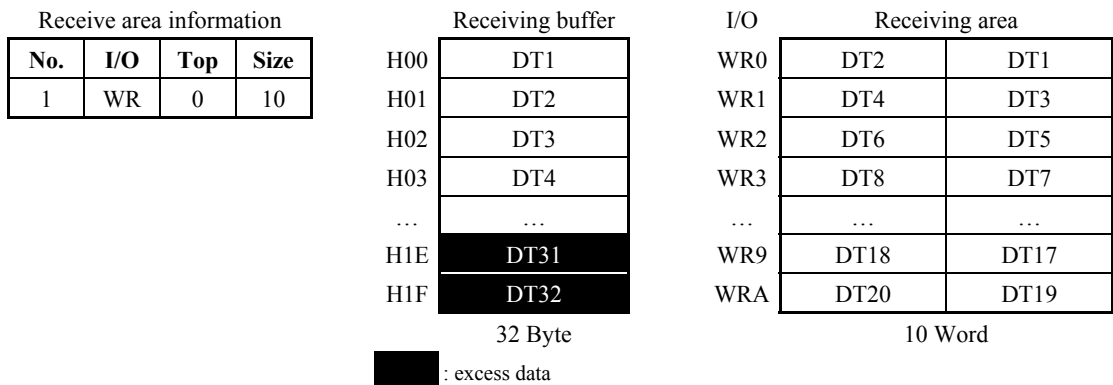 Receive area information
No. I/O Top Size
1 WR 0 10
Receiving buffer
H00 DT1
H01 DT2
H02 DT3
H03 DT4
… …
H1E DT31
H1F DT32
32 Byte
: excess data
I/O Receiving area
WR0 DT2 DT1
WR1 DT4 DT3
WR2 DT6 DT5
WR3 DT8 DT7
… … …
WR9 DT18 DT17
WRA DT20 DT19
10 Word